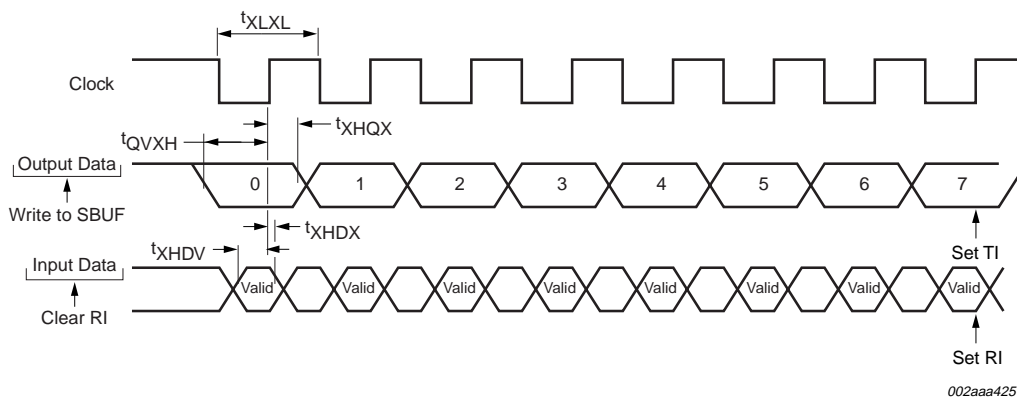 tXLXL
Clock
tXHQX
tQVXH
Output Data
0 1 2 3 4 5 6 7
Write to SBUF
tXHDX
Set TI
tXHDV
Input Data
Valid Valid Valid Valid Valid Valid Valid Valid
Clear RI
Set RI
002aaa425